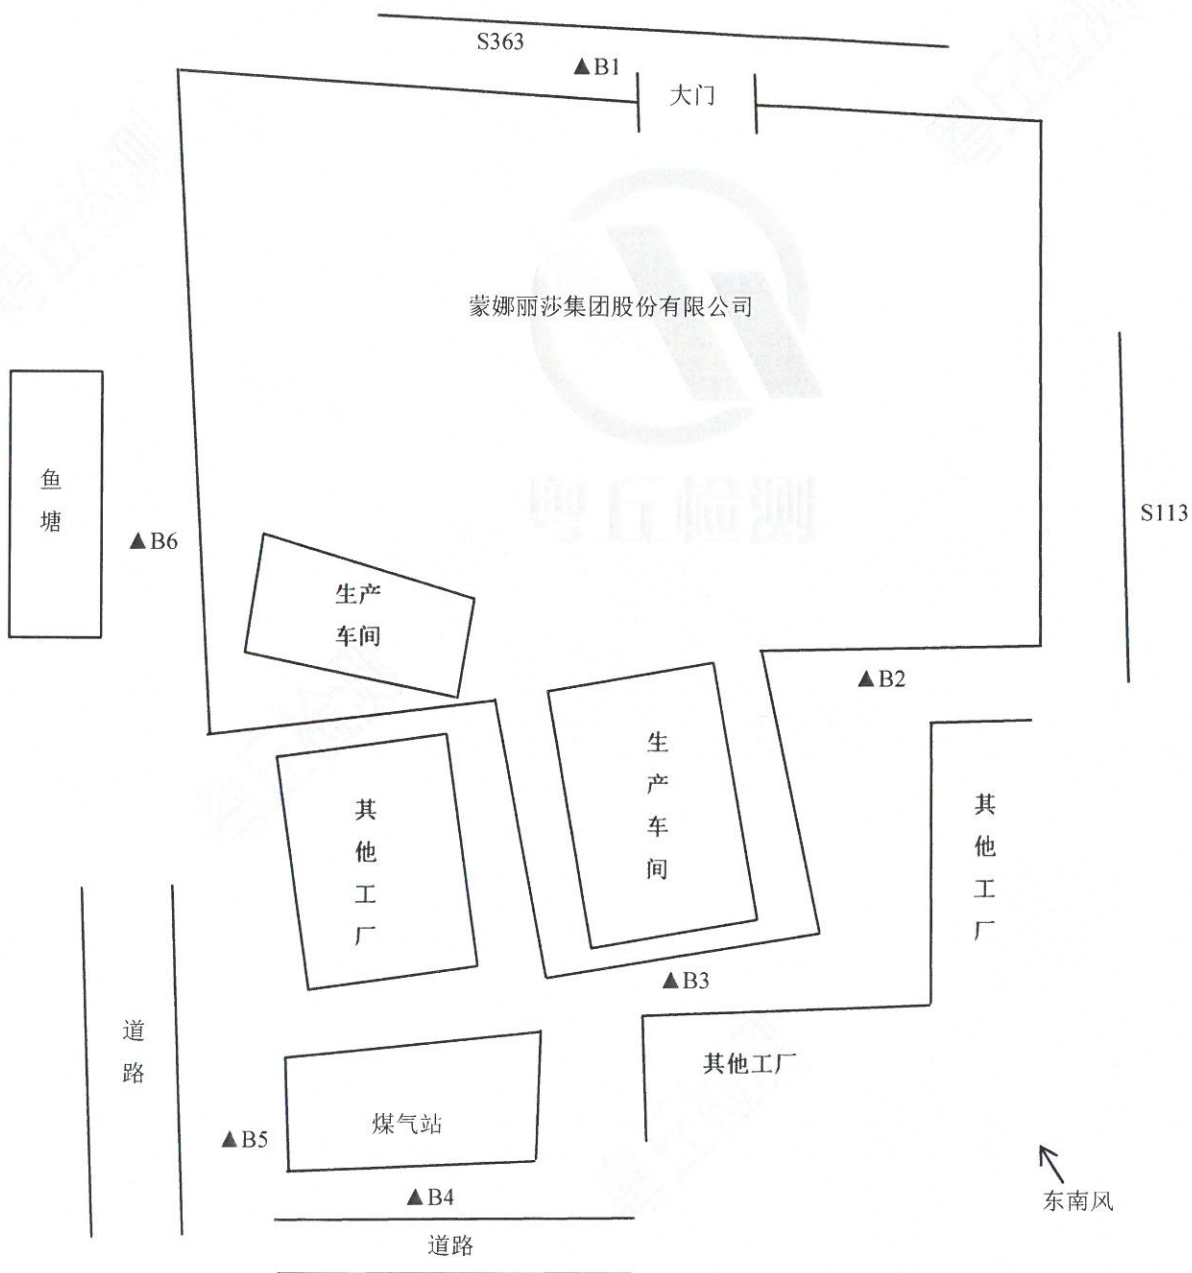 S363
▲B1
大门
蒙娜丽莎集团股份有限公司
鱼
塘
▲B6
S113
生产
车间
▲B2
生
产
车
间
其
他
工
厂
其
他
工
厂
▲B3
道
路
其他工厂
煤气站
▲B5
▲B4
东南风
道路